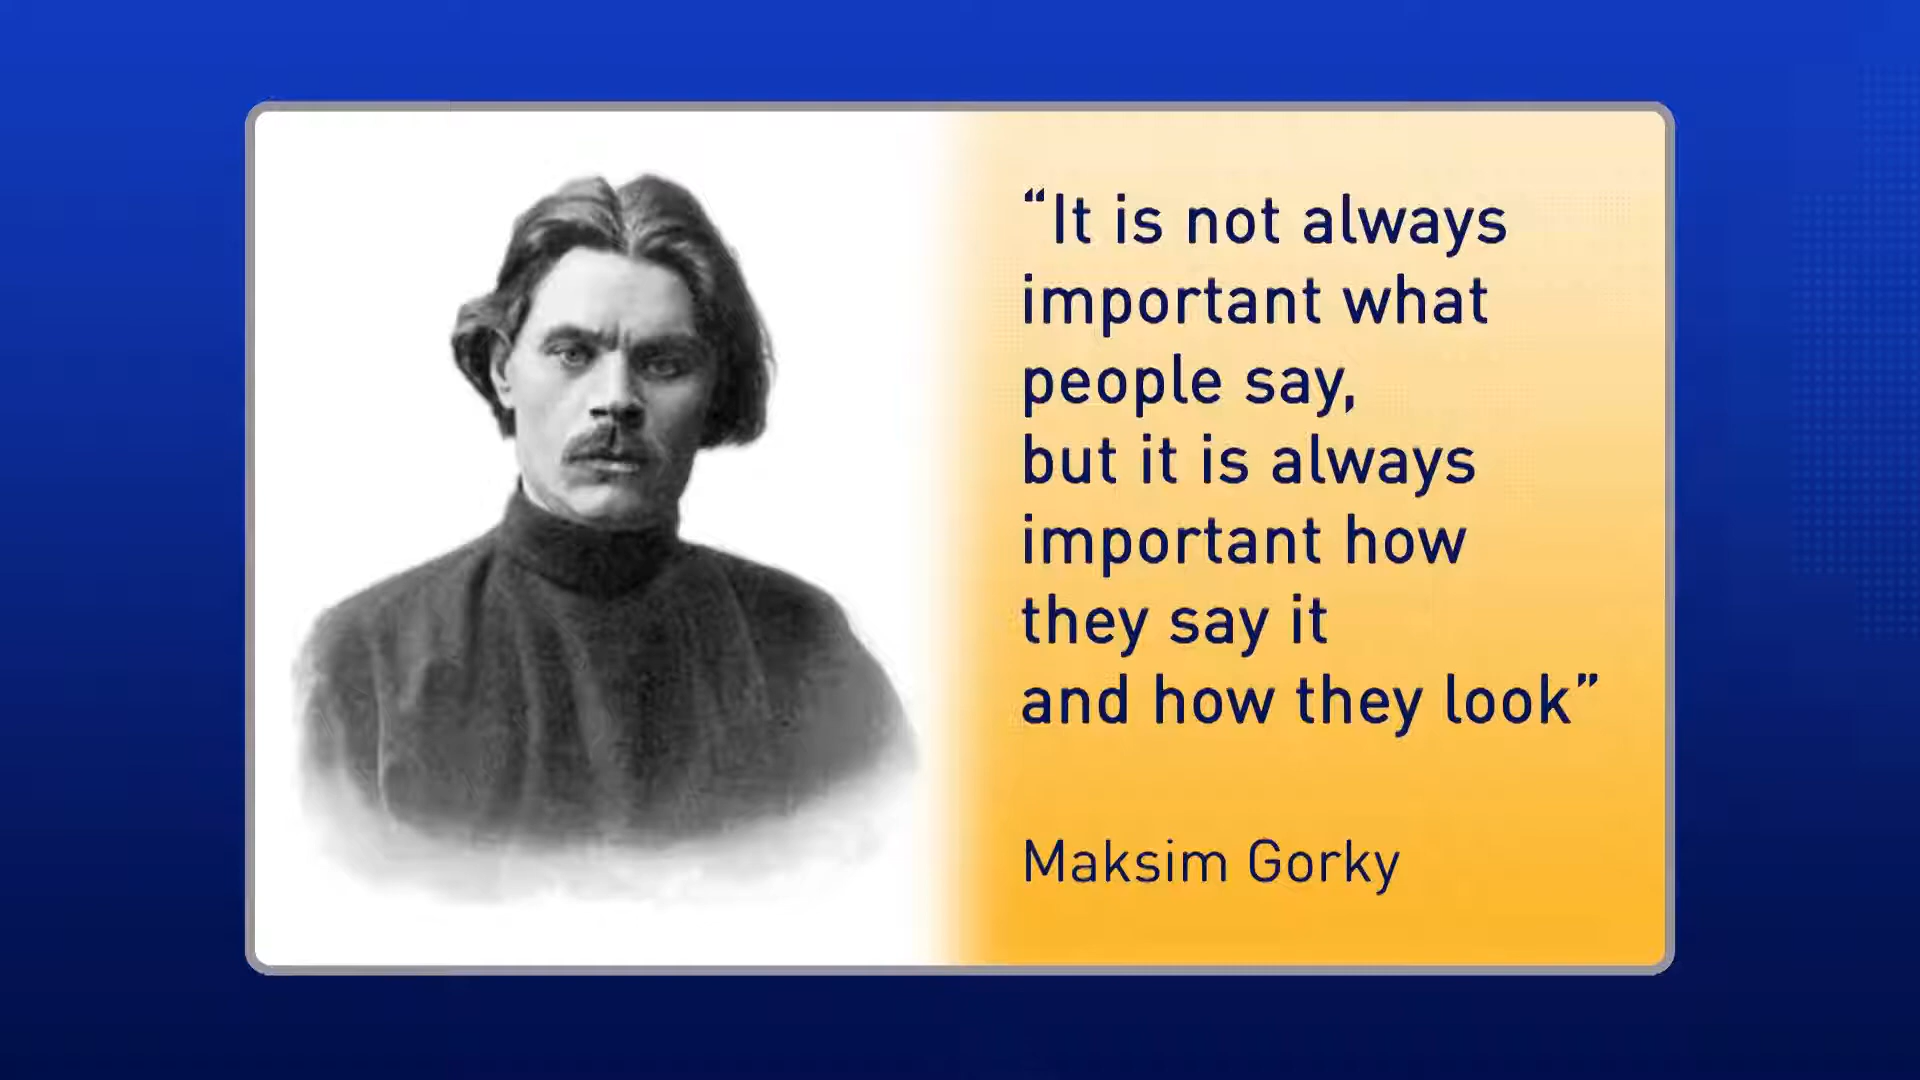 “It is not always
important what
people say,
but it is always
important how
they say it
and how they look”
Maksim Gorky